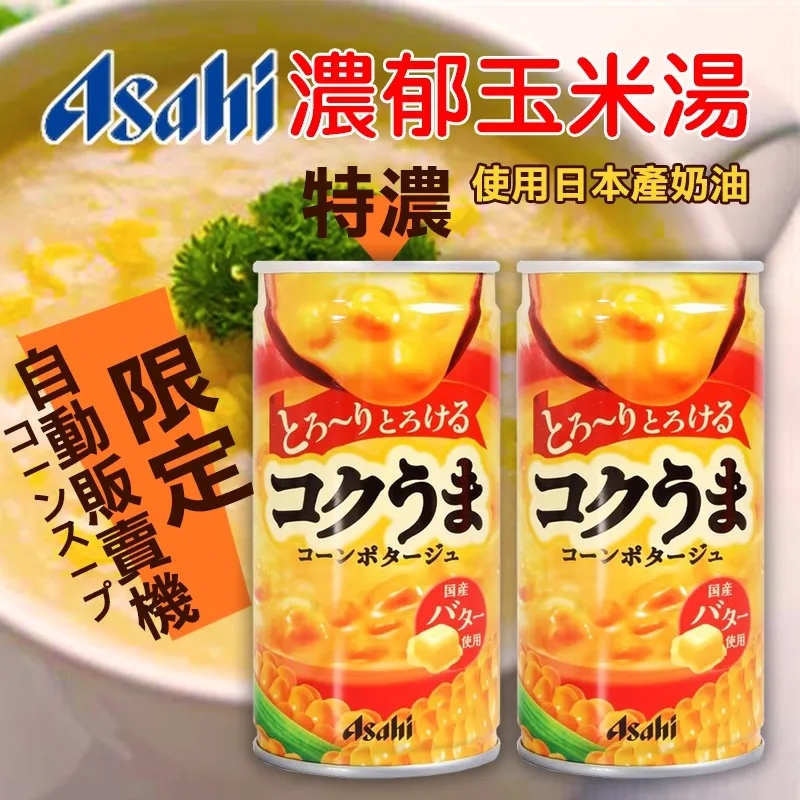 Asahi 濃郁玉米湯
特濃
使用日本產奶油
限定
自動販賣機
コーンスープ
とろ〜りとろける
コクうま
コーンポタージュ
国産
バター
使用
Asahi
とろ〜りとろける
コクうま
コーンポタージュ
国産
バター
使用
Asahi